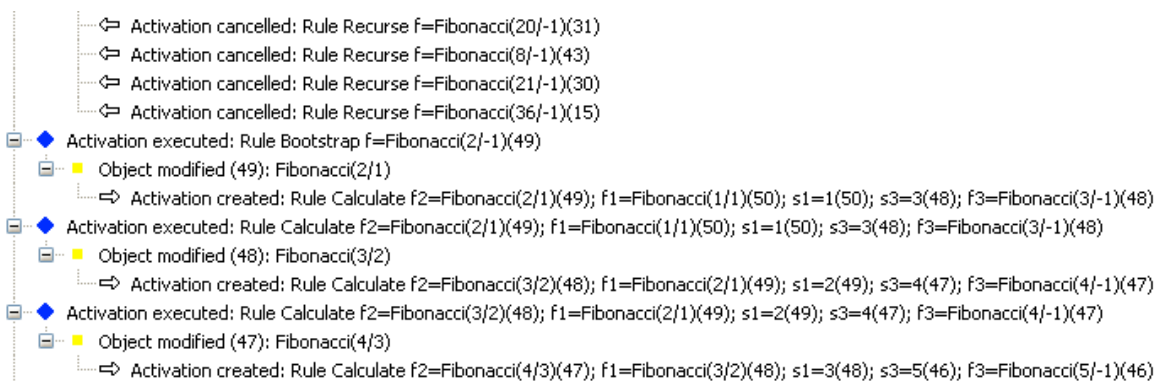 Activation cancelled: Rule Recurse f=Fibonacci(20/-1)(31)
Activation cancelled: Rule Recurse f=Fibonacci(8/-1)(43)
Activation cancelled: Rule Recurse f=Fibonacci(21/-1)(30)
Activation cancelled: Rule Recurse f=Fibonacci(36/-1)(15)
Activation executed: Rule Bootstrap f=Fibonacci(2/-1)(49)
Object modified (49): Fibonacci(2/1)
Activation created: Rule Calculate f2=Fibonacci(2/1)(49); f1=Fibonacci(1/1)(50); s1=1(50); s3=3(48); f3=Fibonacci(3/-1)(48)
Activation executed: Rule Calculate f2=Fibonacci(2/1)(49); f1=Fibonacci(1/1)(50); s1=1(50); s3=3(48); f3=Fibonacci(3/-1)(48)
Object modified (48): Fibonacci(3/2)
Activation created: Rule Calculate f2=Fibonacci(3/2)(48); f1=Fibonacci(2/1)(49); s1=2(49); s3=4(47); f3=Fibonacci(4/-1)(47)
Activation executed: Rule Calculate f2=Fibonacci(3/2)(48); f1=Fibonacci(2/1)(49); s1=2(49); s3=4(47); f3=Fibonacci(4/-1)(47)
Object modified (47): Fibonacci(4/3)
Activation created: Rule Calculate f2=Fibonacci(4/3)(47); f1=Fibonacci(3/2)(48); s1=3(48); s3=5(46); f3=Fibonacci(5/-1)(46)